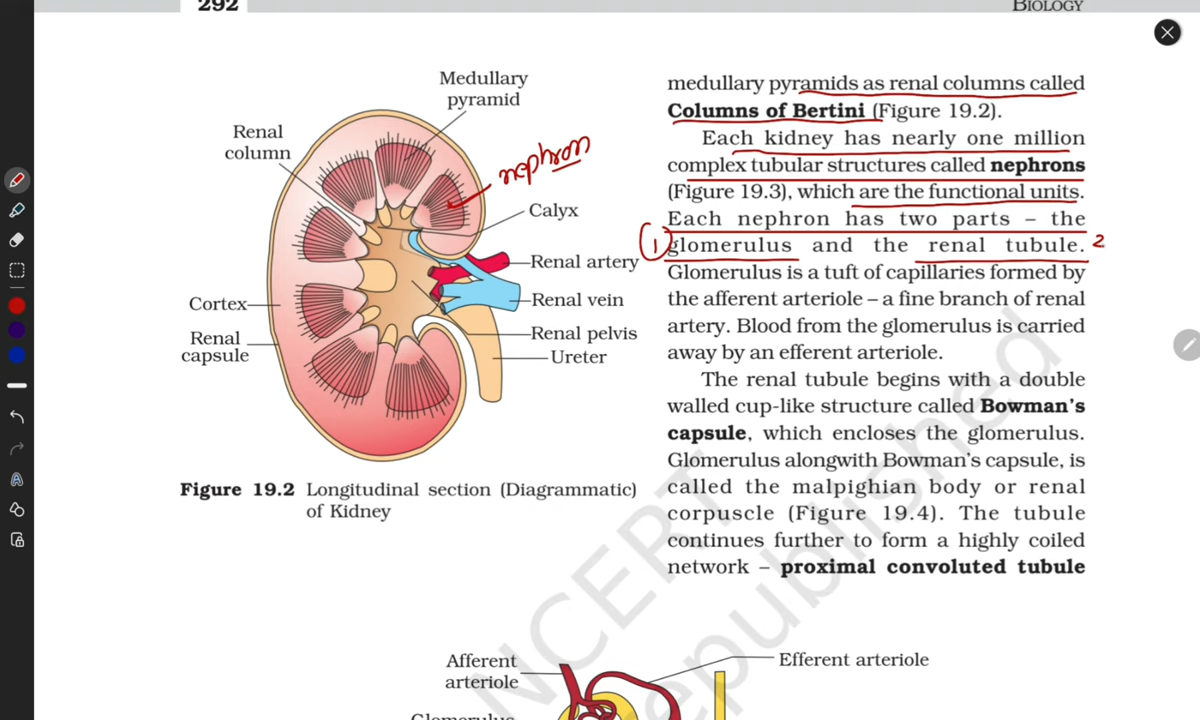 292
BIOLOGY
Medullary
pyramid
Renal
column
nephron
Calyx
Renal artery
Renal vein
Renal pelvis
Ureter
Cortex
Renal
capsule
Figure 19.2 Longitudinal section (Diagrammatic)
of Kidney
medullary pyramids as renal columns called
Columns of Bertini (Figure 19.2).
Each kidney has nearly one million
complex tubular structures called nephrons
(Figure 19.3), which are the functional units.
Each nephron has two parts – the
1 glomerulus and the renal tubule. 2
Glomerulus is a tuft of capillaries formed by
the afferent arteriole – a fine branch of renal
artery. Blood from the glomerulus is carried
away by an efferent arteriole.
The renal tubule begins with a double
walled cup-like structure called Bowman's
capsule, which encloses the glomerulus.
Glomerulus alongwith Bowman's capsule, is
called the malpighian body or renal
corpuscle (Figure 19.4). The tubule
continues further to form a highly coiled
network – proximal convoluted tubule
Afferent
arteriole
Efferent arteriole
Glomerulus
NCERT
republished